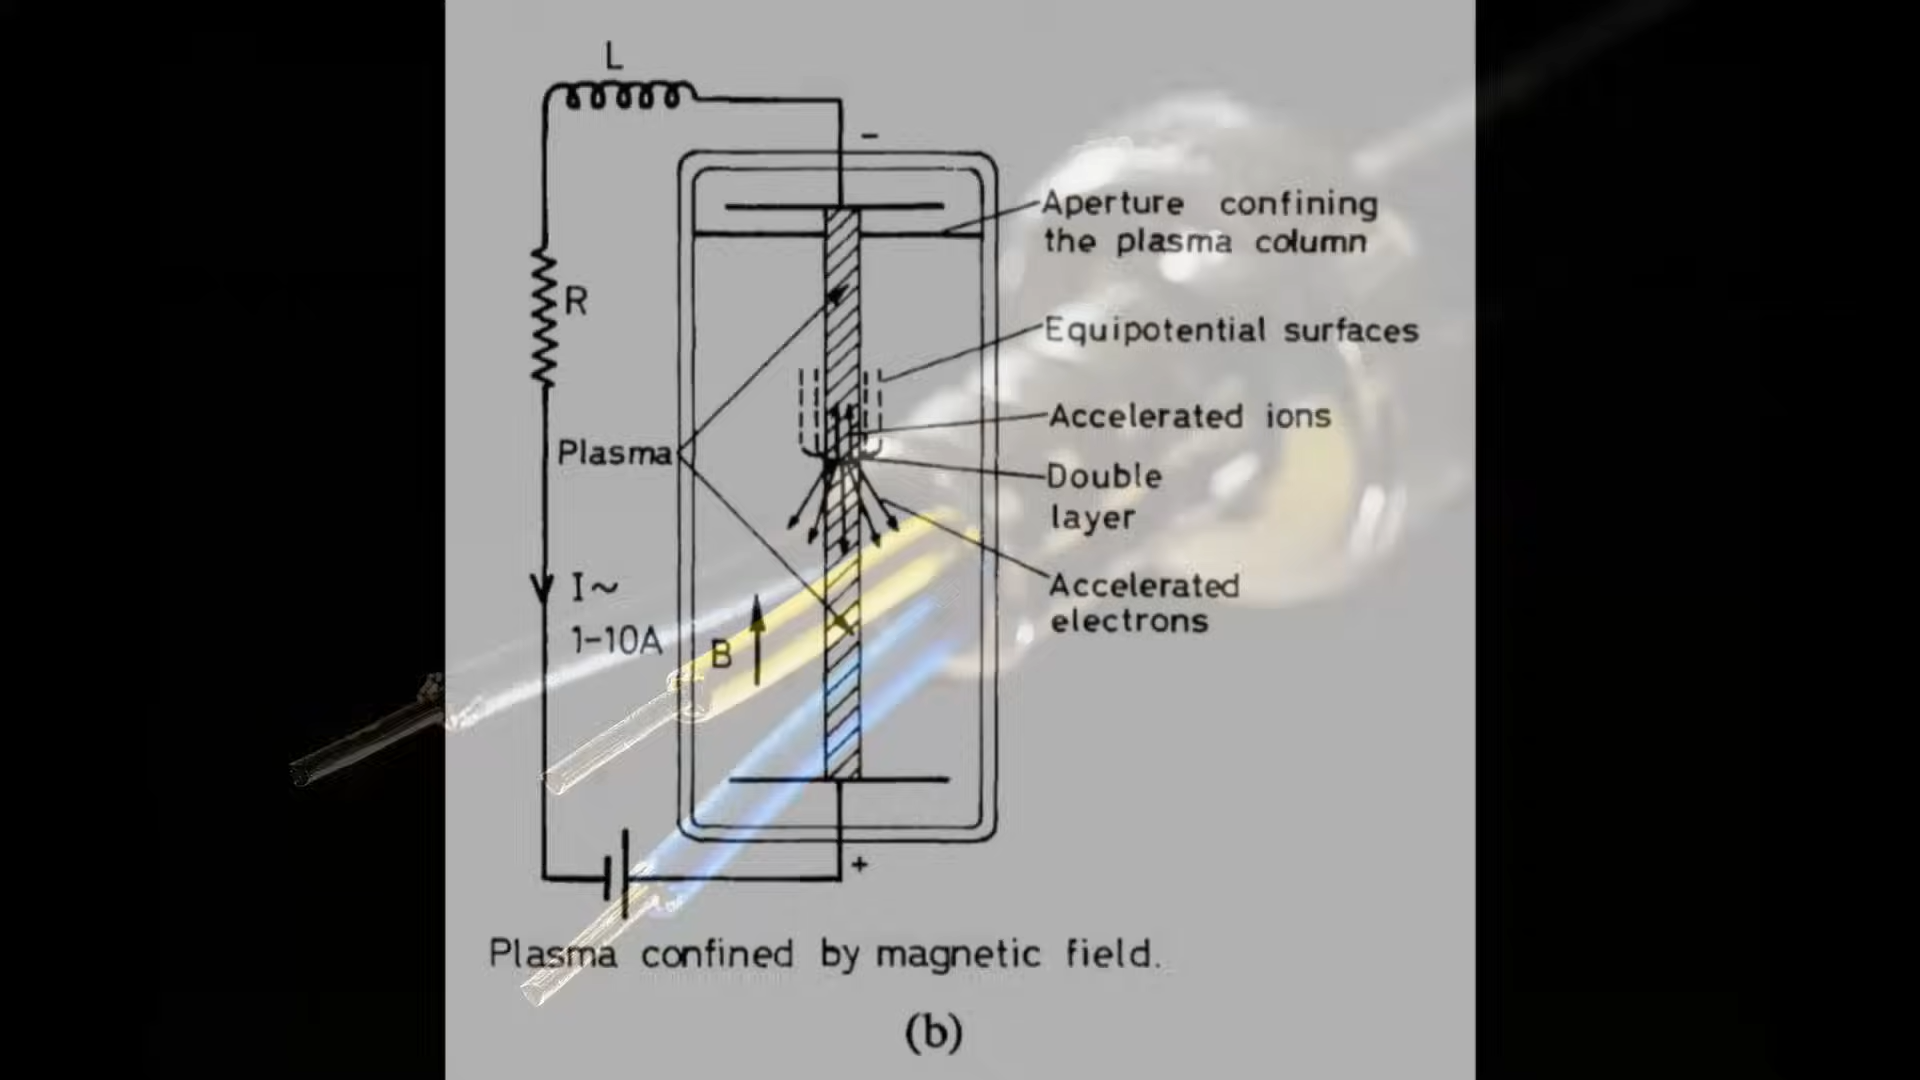 L
−
Aperture confining
the plasma column
R
Equipotential surfaces
Accelerated ions
Plasma
Double
layer
I~
1-10A
Accelerated
electrons
B
+
Plasma confined by magnetic field.
(b)